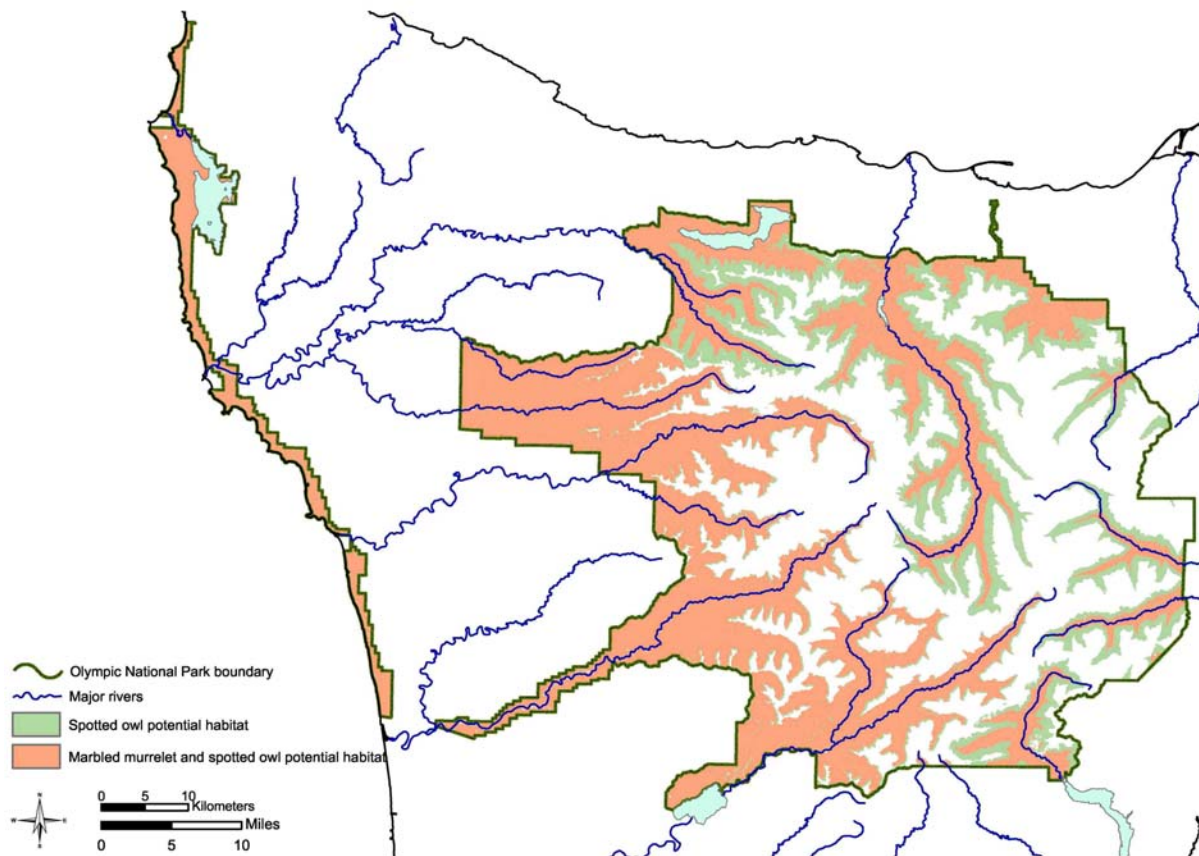 Olympic National Park boundary
Major rivers
Spotted owl potential habitat
Marbled murrelet and spotted owl potential habitat
N
W E
S
0 5 10
Kilometers
Miles
0 5 10